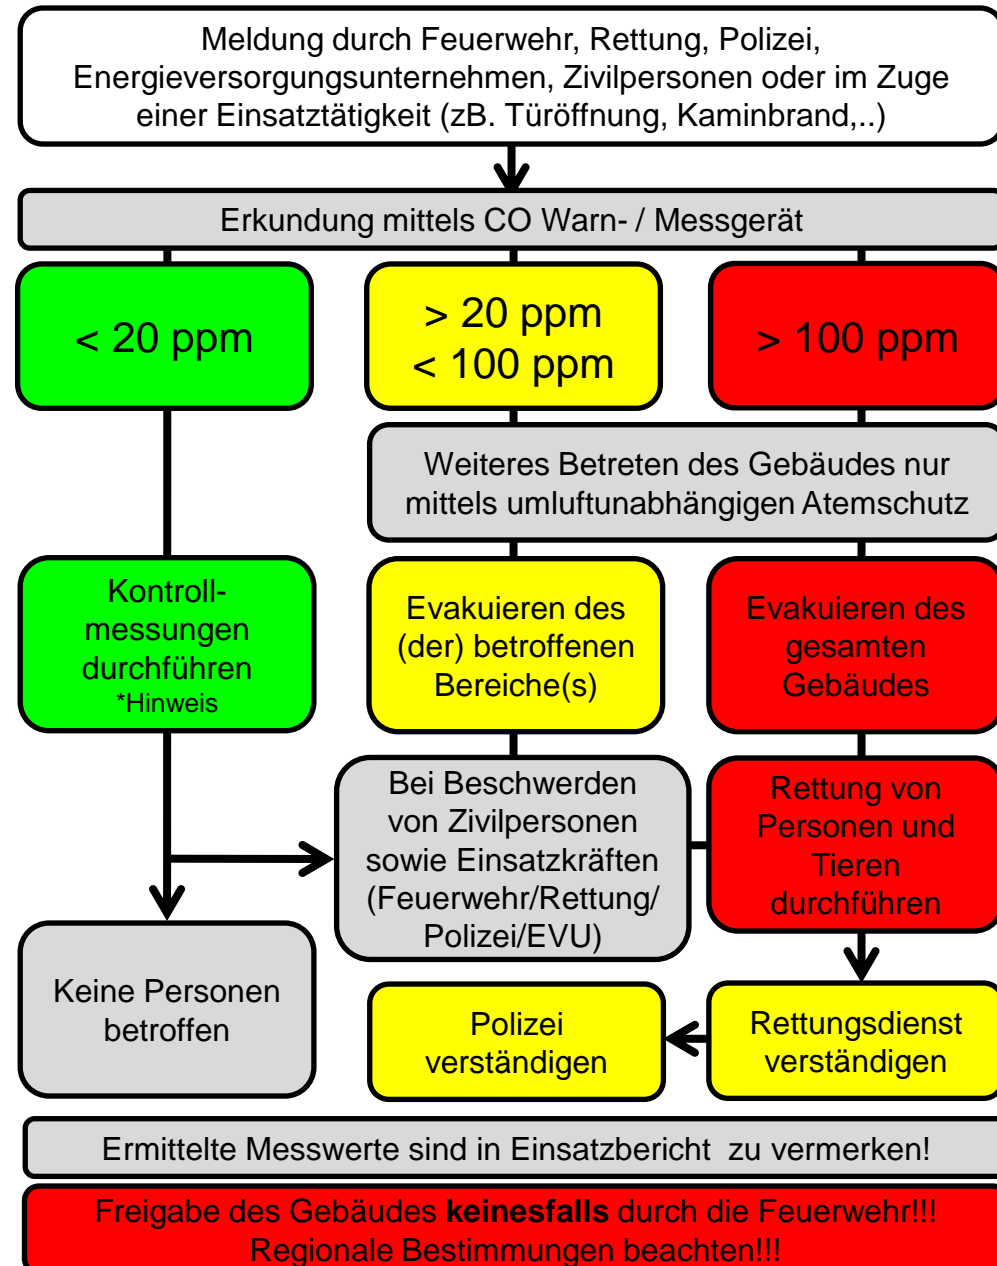 Meldung durch Feuerwehr, Rettung, Polizei,
Energieversorgungsunternehmen, Zivilpersonen oder im Zuge
einer Einsatztätigkeit (zB. Türöffnung, Kaminbrand,..)
Erkundung mittels CO Warn- / Messgerät
< 20 ppm
> 20 ppm
< 100 ppm
> 100 ppm
Weiteres Betreten des Gebäudes nur
mittels umluftunabhängigen Atemschutz
Kontroll-
messungen
durchführen
*Hinweis
Evakuieren des
(der) betroffenen
Bereiche(s)
Evakuieren des
gesamten
Gebäudes
Bei Beschwerden
von Zivilpersonen
sowie Einsatzkräften
(Feuerwehr/Rettung/
Polizei/EVU)
Rettung von
Personen und
Tieren
durchführen
Keine Personen
betroffen
Polizei
verständigen
Rettungsdienst
verständigen
Ermittelte Messwerte sind in Einsatzbericht zu vermerken!
Freigabe des Gebäudes keinesfalls durch die Feuerwehr!!!
Regionale Bestimmungen beachten!!!